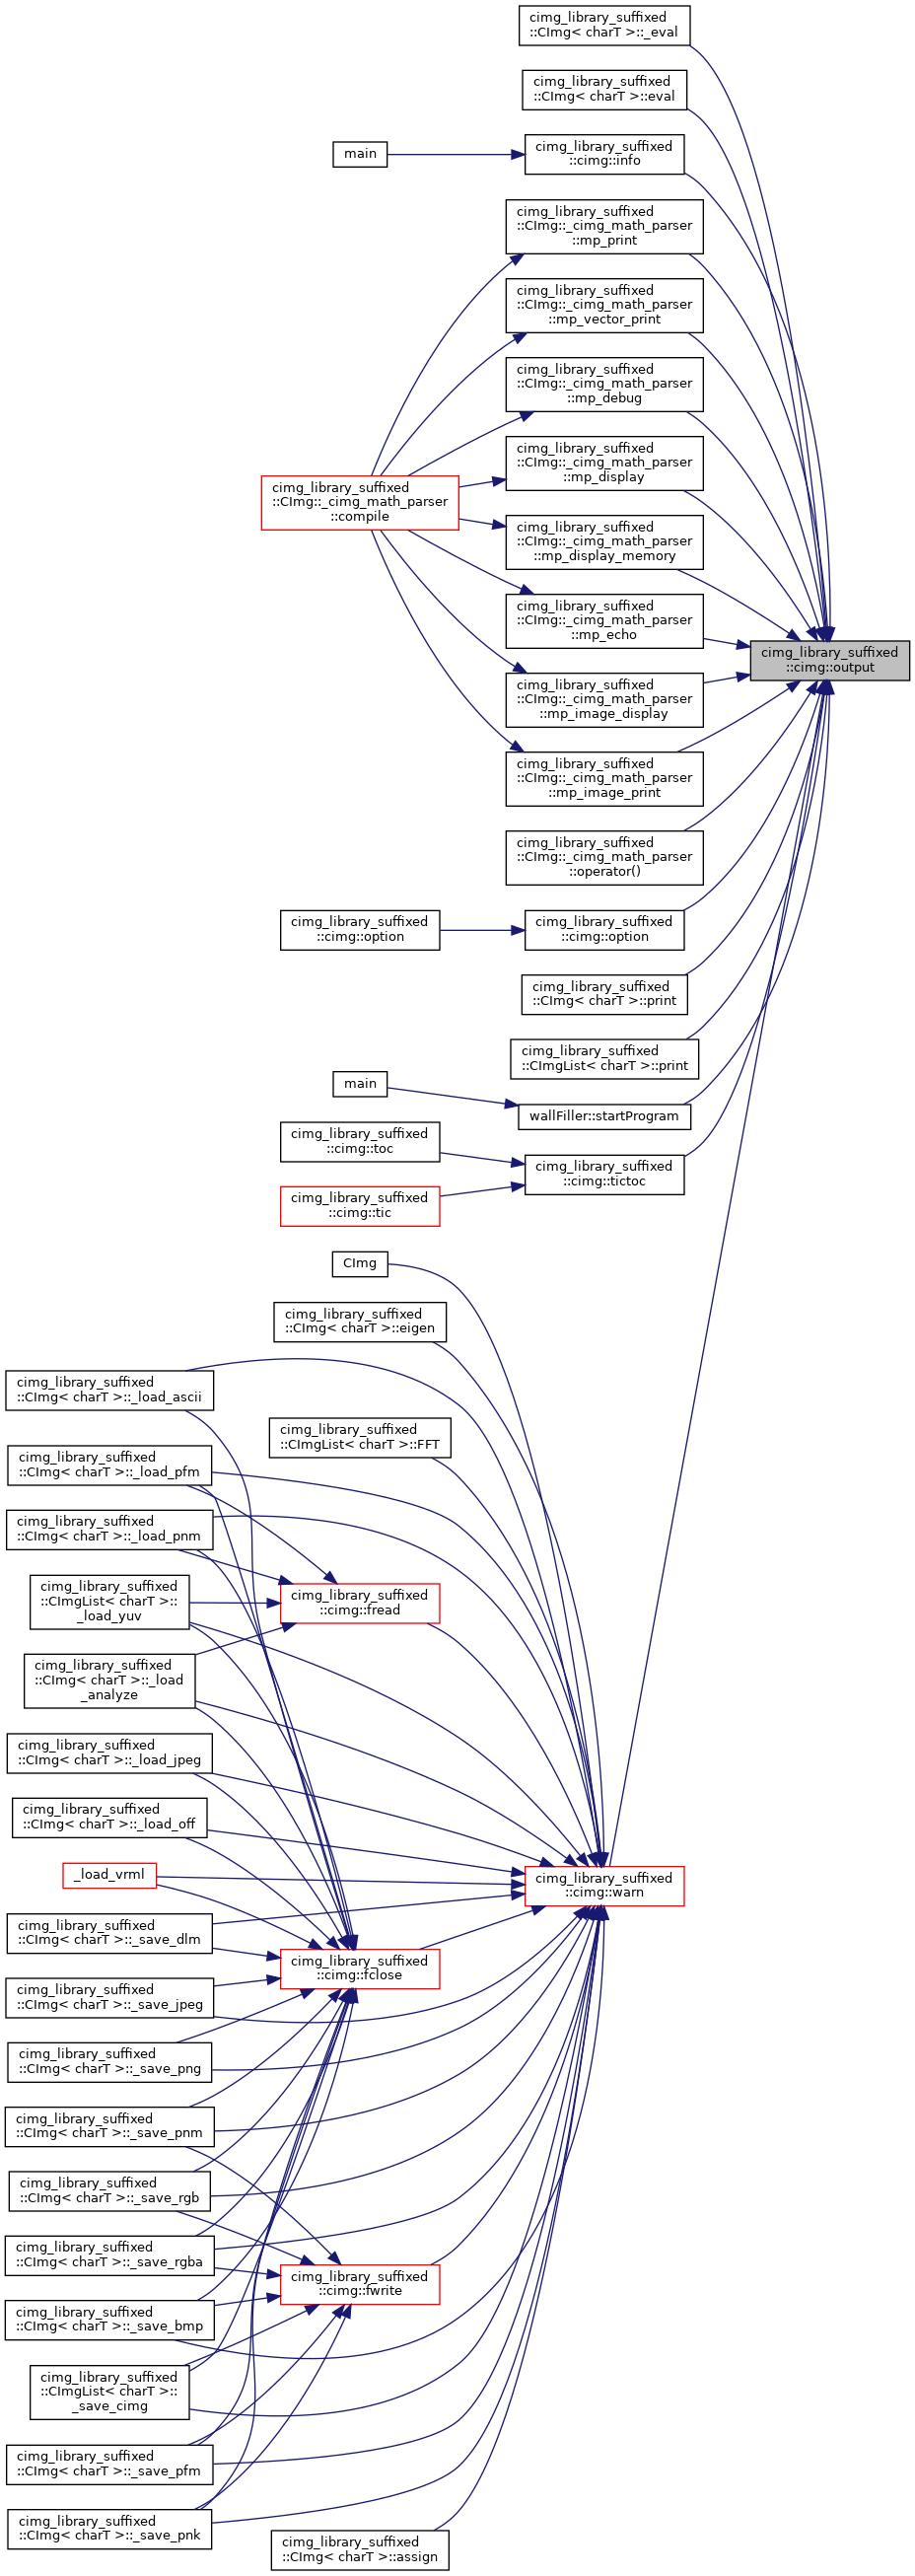 cimg_library_suffixed
::CImg< charT >::_eval
cimg_library_suffixed
::CImg< charT >::eval
main
cimg_library_suffixed
::cimg::info
cimg_library_suffixed
::CImg::_cimg_math_parser
::mp_print
cimg_library_suffixed
::CImg::_cimg_math_parser
::mp_vector_print
cimg_library_suffixed
::CImg::_cimg_math_parser
::mp_debug
cimg_library_suffixed
::CImg::_cimg_math_parser
::mp_display
cimg_library_suffixed
::CImg::_cimg_math_parser
::compile
cimg_library_suffixed
::CImg::_cimg_math_parser
::mp_display_memory
cimg_library_suffixed
::CImg::_cimg_math_parser
::mp_echo
cimg_library_suffixed
::cimg::output
cimg_library_suffixed
::CImg::_cimg_math_parser
::mp_image_display
cimg_library_suffixed
::CImg::_cimg_math_parser
::mp_image_print
cimg_library_suffixed
::CImg::_cimg_math_parser
::operator()
cimg_library_suffixed
::cimg::option
cimg_library_suffixed
::cimg::option
cimg_library_suffixed
::CImg< charT >::print
cimg_library_suffixed
::CImgList< charT >::print
main
wallFiller::startProgram
cimg_library_suffixed
::cimg::toc
cimg_library_suffixed
::cimg::tictoc
cimg_library_suffixed
::cimg::tic
CImg
cimg_library_suffixed
::CImg< charT >::eigen
cimg_library_suffixed
::CImg< charT >::_load_ascii
cimg_library_suffixed
::CImgList< charT >::FFT
cimg_library_suffixed
::CImg< charT >::_load_pfm
cimg_library_suffixed
::CImg< charT >::_load_pnm
cimg_library_suffixed
::CImgList< charT >::
_load_yuv
cimg_library_suffixed
::cimg::fread
cimg_library_suffixed
::CImg< charT >::_load
_analyze
cimg_library_suffixed
::CImg< charT >::_load_jpeg
cimg_library_suffixed
::CImg< charT >::_load_off
_load_vrml
cimg_library_suffixed
::cimg::warn
cimg_library_suffixed
::CImg< charT >::_save_dlm
cimg_library_suffixed
::cimg::fclose
cimg_library_suffixed
::CImg< charT >::_save_jpeg
cimg_library_suffixed
::CImg< charT >::_save_png
cimg_library_suffixed
::CImg< charT >::_save_pnm
cimg_library_suffixed
::CImg< charT >::_save_rgb
cimg_library_suffixed
::CImg< charT >::_save_rgba
cimg_library_suffixed
::cimg::fwrite
cimg_library_suffixed
::CImg< charT >::_save_bmp
cimg_library_suffixed
::CImgList< charT >::
_save_cimg
cimg_library_suffixed
::CImg< charT >::_save_pfm
cimg_library_suffixed
::CImg< charT >::_save_pnk
cimg_library_suffixed
::CImg< charT >::assign